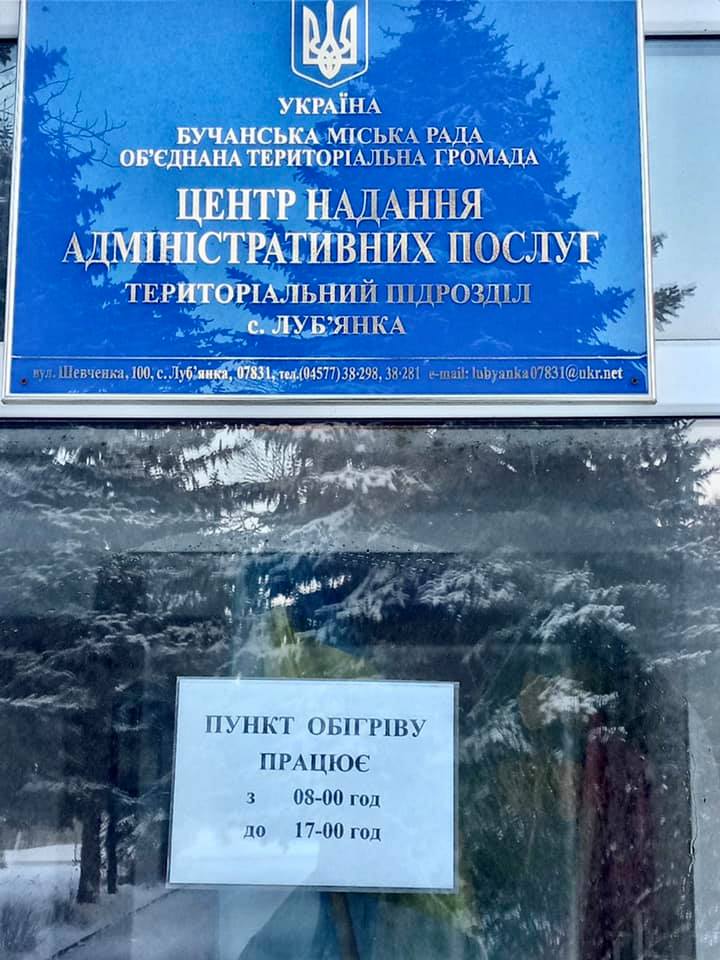 УКРАЇНА
БУЧАНСЬКА МІСЬКА РАДА
ОБ’ЄДНАНА ТЕРИТОРІАЛЬНА ГРОМАДА
ЦЕНТР НАДАННЯ
АДМІНІСТРАТИВНИХ ПОСЛУГ
ТЕРИТОРІАЛЬНИЙ ПІДРОЗДІЛ
с. ЛУБ’ЯНКА
вул. Шевченка, 100, с. Луб’янка, 07831, тел.(04577) 38-298, 38-281 e-mail: lubyanka07831@ukr.net
ПУНКТ ОБІГРІВУ
ПРАЦЮЄ
з 08-00 год
до 17-00 год